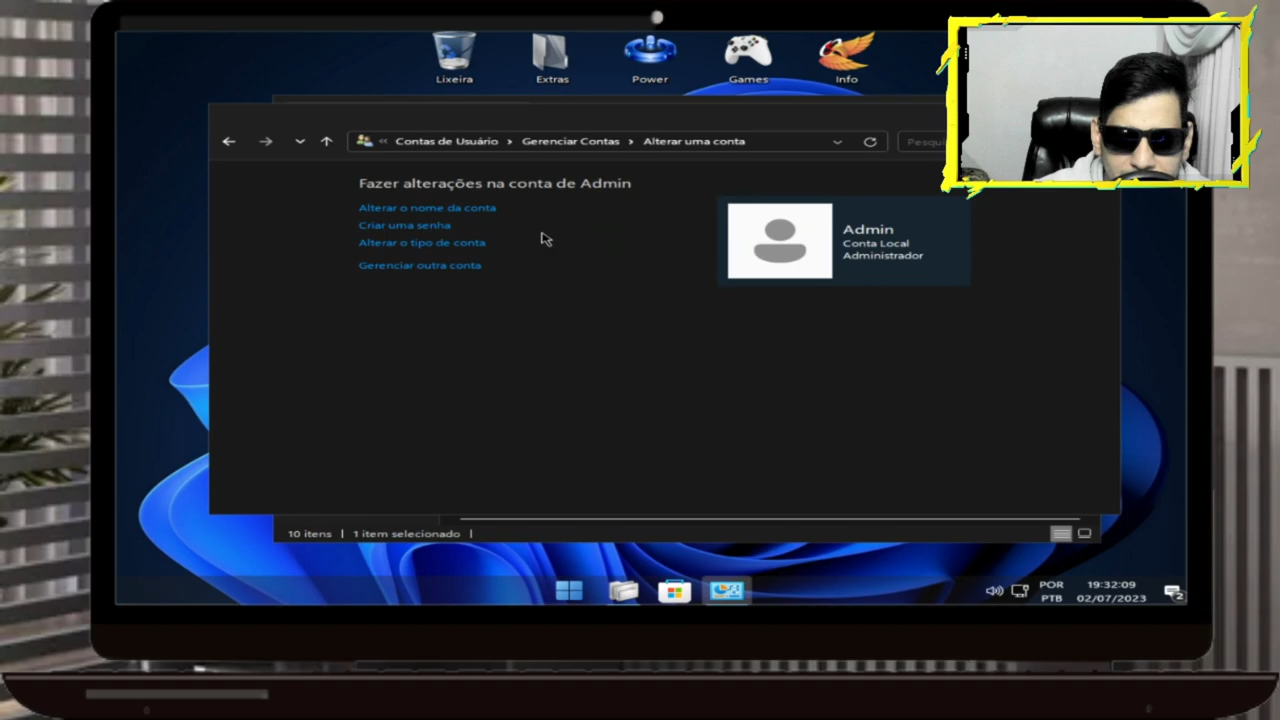 Lixeira
Extras
Power
Games
Info
« Contas de Usuário > Gerenciar Contas > Alterar uma conta
Fazer alterações na conta de Admin
Alterar o nome da conta
Criar uma senha
Alterar o tipo de conta
Gerenciar outra conta
Admin
Conta Local
Administrador
10 itens | 1 item selecionado |
POR
PTB
19:32:09
02/07/2023
2